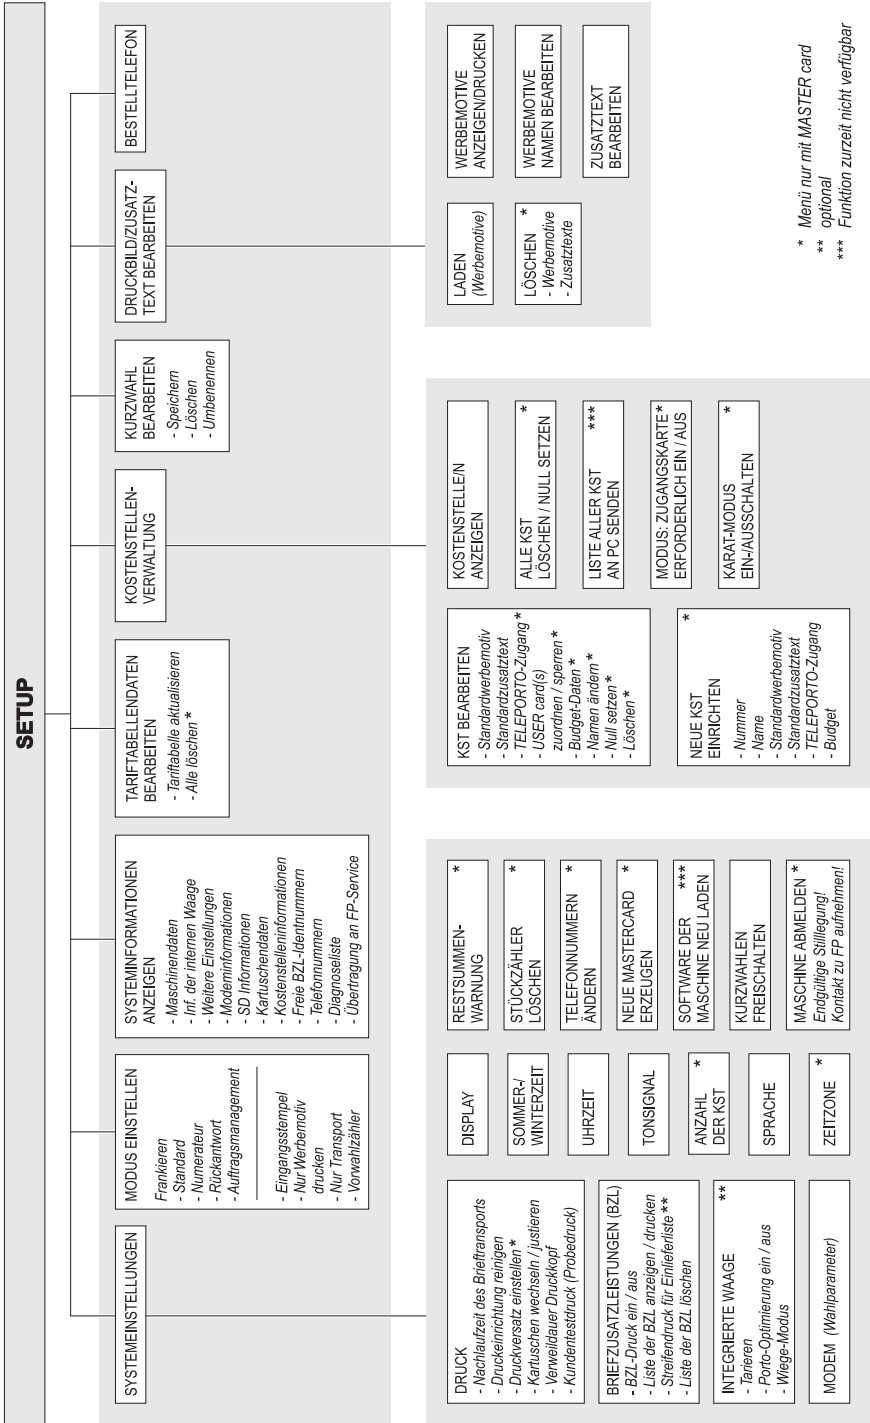 SETUP
SYSTEMEINSTELLUNGEN
MODUS EINSTELLEN
Frankieren
- Standard
- Numerateur
- Rückantwort
- Auftragsmanagement
- Eingangsstempel
- Nur Werbemotiv
drucken
- Nur Transport
- Vorwahlzähler
SYSTEMINFORMATIONEN
ANZEIGEN
- Maschinendaten
- Inf. der internen Waage
- Weitere Einstellungen
- Modeminformationen
- SD Informationen
- Kartuschendaten
- Kostenstelleninformationen
- Freie BZL-Identnummern
- Telefonnummern
- Diagnoseliste
- Übertragung an FP-Service
TARIFTABELLENDATEN
BEARBEITEN
- Tariftabelle aktualisieren
- Alle löschen *
KOSTENSTELLEN-
VERWALTUNG
KURZWAHL
BEARBEITEN
- Speichern
- Löschen
- Umbenennen
DRUCKBILD/ZUSATZ-
TEXT BEARBEITEN
BESTELLTELEFON
DRUCK
- Nachlaufzeit des Brieftransports
- Druckeinrichtung reinigen
- Druckversatz einstellen *
- Kartuschen wechseln / justieren
- Verweildauer Druckkopf
- Kundentestdruck (Probedruck)
BRIEFZUSATZLEISTUNGEN (BZL)
- BZL-Druck ein / aus
- Liste der BZL anzeigen / drucken
- Streifendruck für Einlieferliste **
- Liste der BZL löschen
INTEGRIERTE WAAGE **
- Tarieren
- Porto-Optimierung ein / aus
- Wiege-Modus
MODEM (Wahlparameter)
DISPLAY
SOMMER-/
WINTERZEIT
UHRZEIT
TONSIGNAL
ANZAHL *
DER KST
SPRACHE
ZEITZONE *
RESTSUMMEN- *
WARNUNG
STÜCKZÄHLER *
LÖSCHEN
TELEFONNUMMERN *
ÄNDERN
NEUE MASTERCARD *
ERZEUGEN
SOFTWARE DER ***
MASCHINE NEU LADEN
KURZWAHLEN
FREISCHALTEN
MASCHINE ABMELDEN *
Endgültige Stilllegung!
Kontakt zu FP aufnehmen!
KST BEARBEITEN
- Standardwerbemotiv
- Standardzusatztext
- TELEPORTO-Zugang *
- USER card(s)
zuordnen / sperren *
- Budget-Daten *
- Namen ändern *
- Null setzen *
- Löschen *
NEUE KST *
EINRICHTEN
- Nummer
- Name
- Standardwerbemotiv
- Standardzusatztext
- TELEPORTO-Zugang
- Budget
KOSTENSTELLE/N
ANZEIGEN
ALLE KST *
LÖSCHEN / NULL SETZEN
LISTE ALLER KST ***
AN PC SENDEN
MODUS: ZUGANGSKARTE *
ERFORDERLICH EIN / AUS
KARAT-MODUS *
EIN-/AUSSCHALTEN
LADEN
(Werbemotive)
LÖSCHEN *
- Werbemotive
- Zusatztexte
WERBEMOTIVE
ANZEIGEN/DRUCKEN
WERBEMOTIVE
NAMEN BEARBEITEN
ZUSATZTEXT
BEARBEITEN
* Menü nur mit MASTER card
** optional
*** Funktion zurzeit nicht verfügbar